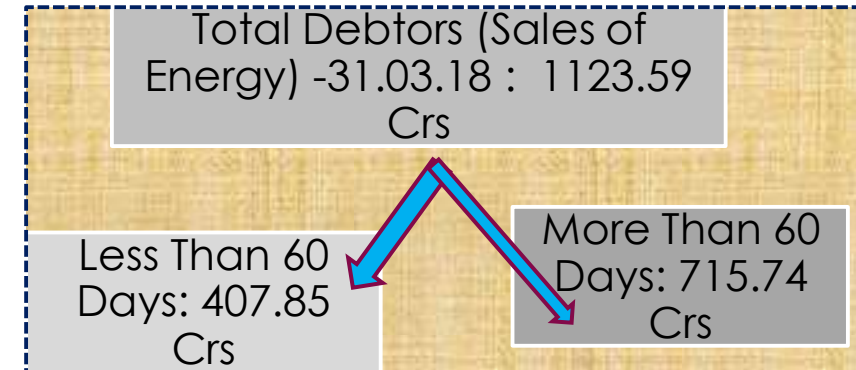 Total Debtors (Sales of
Energy) -31.03.18 :  1123.59
Crs
Less Than 60
Days: 407.85
Crs
More Than 60
Days: 715.74
Crs